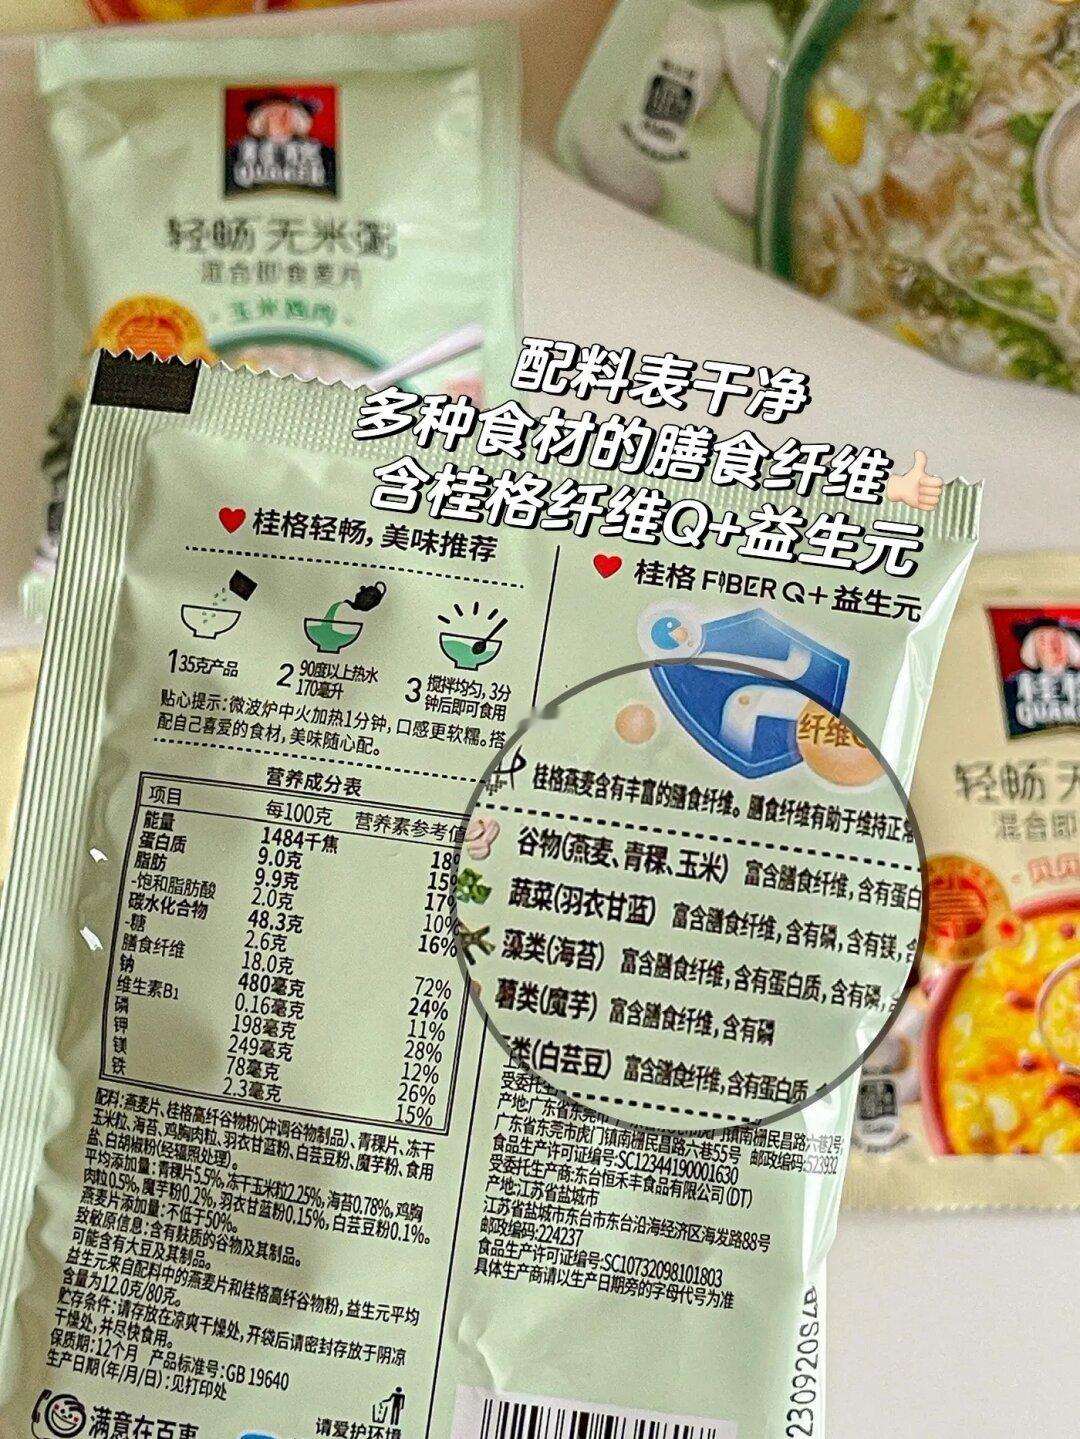 桂格
QUAKER
轻畅 无米粥
混合即食麦片
玉米鸡肉
配料表干净
多种食材的膳食纤维👍🏻
含桂格纤维Q+益生元
桂格轻畅,美味推荐
1 35克产品
2 90度以上热水
170毫升
3 搅拌均匀,3分
钟后即可食用
贴心提示:微波炉中火加热1分钟,口感更软糯。搭
配自己喜爱的食材,美味随心配。
营养成分表
项目 每100克 营养素参考值
能量 1484千焦 18%
蛋白质 9.0克 15%
脂肪 9.9克 17%
-饱和脂肪酸 2.0克 10%
碳水化合物 48.3克 16%
-糖 2.6克
膳食纤维 18.0克 72%
钠 480毫克 24%
维生素B₁ 0.16毫克 11%
磷 198毫克 28%
钾 249毫克 12%
镁 78毫克 26%
铁 2.3毫克 15%
配料:燕麦片、桂格高纤谷物粉(冲调谷物制品)、青稞片、冻干
玉米粒、海苔、鸡胸肉粒、羽衣甘蓝粉、白芸豆粉、魔芋粉、食用
盐、白胡椒粉(经辐照处理)。
平均添加量:青稞片5.5%,冻干玉米粒2.25%,海苔0.78%,鸡胸
肉粒0.5%,魔芋粉0.2%,羽衣甘蓝粉0.15%,白芸豆粉0.1%。
燕麦片添加量:不低于50%。
致敏原信息:含有麸质的谷物及其制品。
可能含有大豆及其制品。
益生元来自配料中的燕麦片和桂格高纤谷物粉,益生元平均
含量为12.0克/80克。
贮存条件:请存放在凉爽干燥处,开袋后请密封存放于阴凉
干燥处,并尽快食用。
保质期:12个月 产品标准号:GB 19640
生产日期(年/月/日):见打印处
满意在百事
请爱护环境
桂格 FIBER Q+益生元
纤维
桂格燕麦含有丰富的膳食纤维。膳食纤维有助于维持正常
谷物(燕麦、青稞、玉米) 富含膳食纤维,含有蛋白
蔬菜(羽衣甘蓝) 富含膳食纤维,含有磷,含有镁,含
藻类(海苔) 富含膳食纤维,含有蛋白质,含有磷,
薯类(魔芋) 富含膳食纤维,含有磷
类(白芸豆) 富含膳食纤维,含有蛋白质
受委托生产
产地:广东省东莞市
广东省东莞市虎门镇南栅民昌路六巷55号 邮政编码:523932
镇南栅民昌路六巷2号,
食品生产许可证编号:SC12344190001630
受委托生产商:东台恒禾丰食品有限公司(DT)
产地:江苏省盐城市
江苏省盐城市东台市东台沿海经济区海发路88号
邮政编码:224237
食品生产许可证编号:SC10732098101803
具体生产商请以生产日期旁的字母代号为准
桂格
QUAKER
轻畅 无
混合即